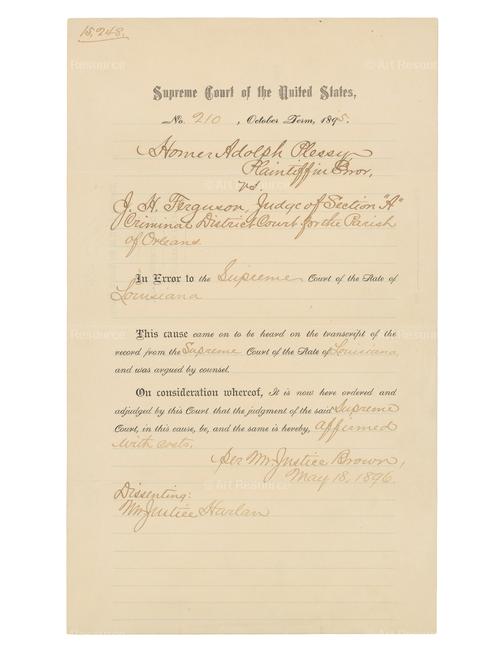 15,248.
Supreme Court of the United States,
No. 210, October Term, 1895.
Homer Adolph Plessy
Plaintiff in Error,
vs.
J. H. Ferguson, Judge of Section "A"
Criminal District Court for the Parish
of Orleans
In Error to the Supreme Court of the State of
Louisiana
This cause came on to be heard on the transcript of the
record from the Supreme Court of the State of Louisiana,
and was argued by counsel.
On consideration whereof, It is now here ordered and
adjudged by this Court that the judgment of the said Supreme
Court, in this cause, be, and the same is hereby, affirmed
with costs.
Per Mr. Justice Brown,
May 18, 1896.
Dissenting:
Mr. Justice Harlan
© Art Resource